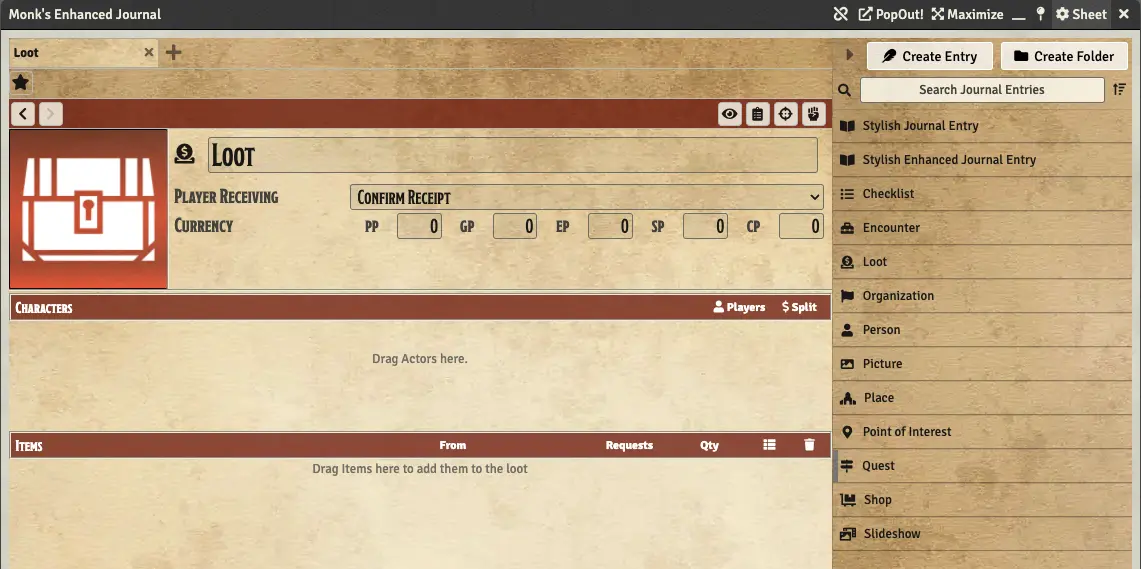 Monk's Enhanced Journal PopOut! Maximize Sheet
Loot
Create Entry Create Folder
Search Journal Entries
Loot
Player Receiving Confirm Receipt
Currency PP 0 GP 0 EP 0 SP 0 CP 0
Characters Players $ Split
Drag Actors here.
Items From Requests Qty
Drag Items here to add them to the loot
Stylish Journal Entry
Stylish Enhanced Journal Entry
Checklist
Encounter
Loot
Organization
Person
Picture
Place
Point of Interest
Quest
Shop
Slideshow